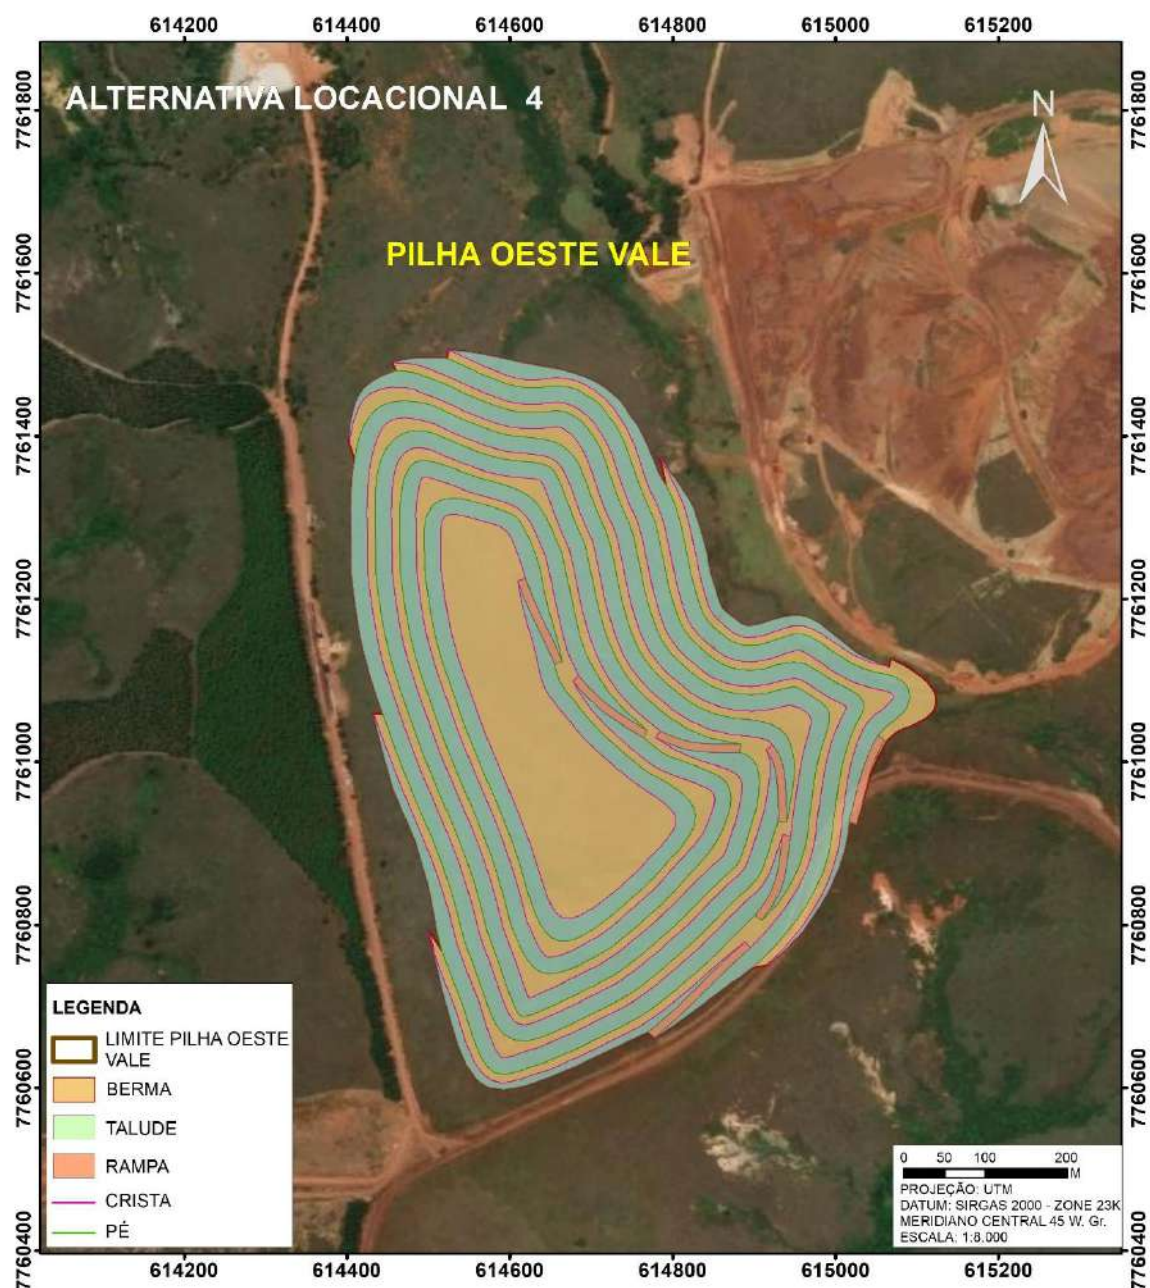 614200 614400 614600 614800 615000 615200
ALTERNATIVA LOCACIONAL 4
N
PILHA OESTE VALE
7761800 7761800
7761600 7761600
7761400 7761400
7761200 7761200
7761000 7761000
7760800 7760800
7760600 7760600
7760400 7760400
LEGENDA
LIMITE PILHA OESTE
VALE
BERMA
TALUDE
RAMPA
CRISTA
PÉ
0 50 100 200
M
PROJEÇÃO: UTM
DATUM: SIRGAS 2000 - ZONE 23K
MERIDIANO CENTRAL 45 W. Gr.
ESCALA: 1:8.000
614200 614400 614600 614800 615000 615200